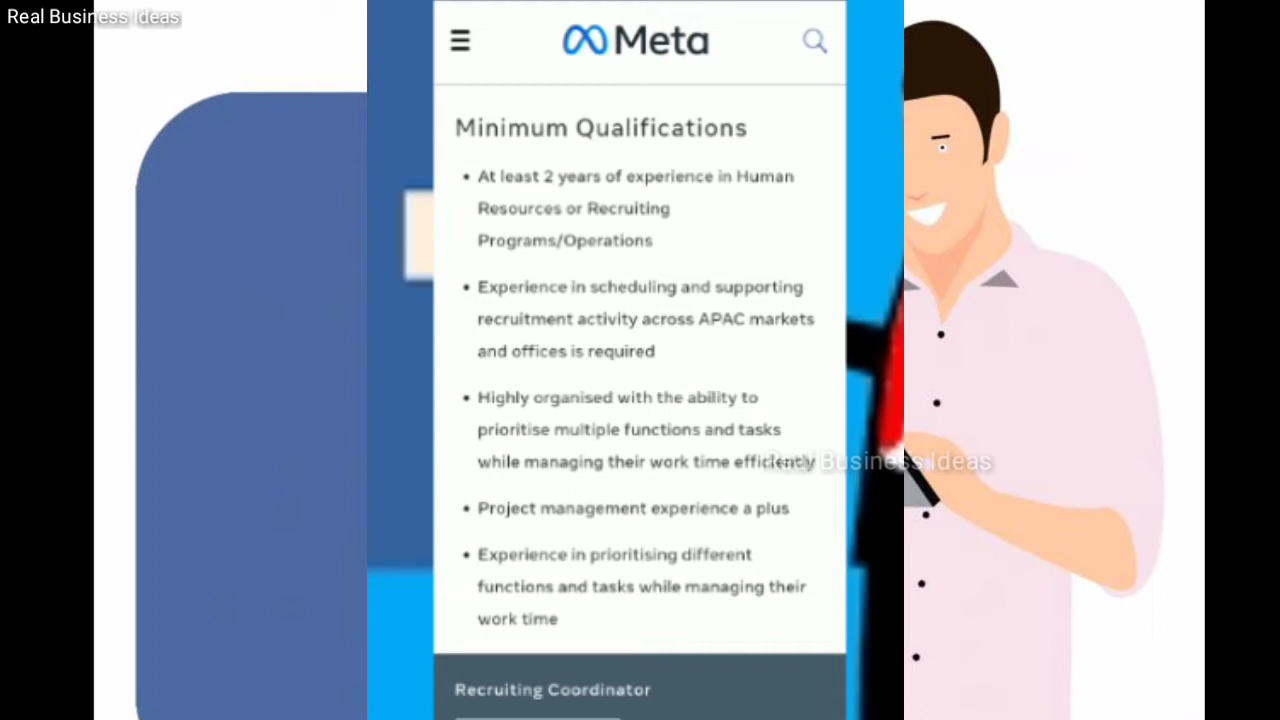 Real Business Ideas
Meta
Minimum Qualifications
• At least 2 years of experience in Human
Resources or Recruiting
Programs/Operations
• Experience in scheduling and supporting
recruitment activity across APAC markets
and offices is required
• Highly organised with the ability to
prioritise multiple functions and tasks
while managing their work time efficiently
Real Business Ideas
• Project management experience a plus
• Experience in prioritising different
functions and tasks while managing their
work time
Recruiting Coordinator